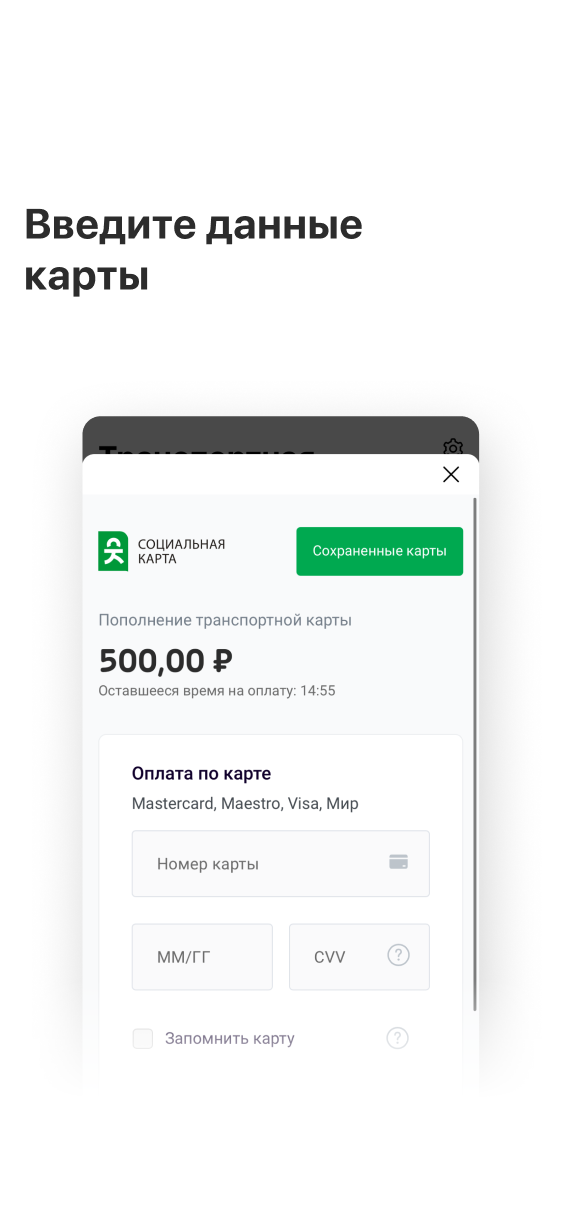 Введите данные
карты
Транспортная
СОЦИАЛЬНАЯ
КАРТА
Сохраненные карты
Пополнение транспортной карты
500,00 ₽
Оставшееся время на оплату: 14:55
Оплата по карте
Mastercard, Maestro, Visa, Мир
Номер карты
ММ/ГГ
CVV
Запомнить карту